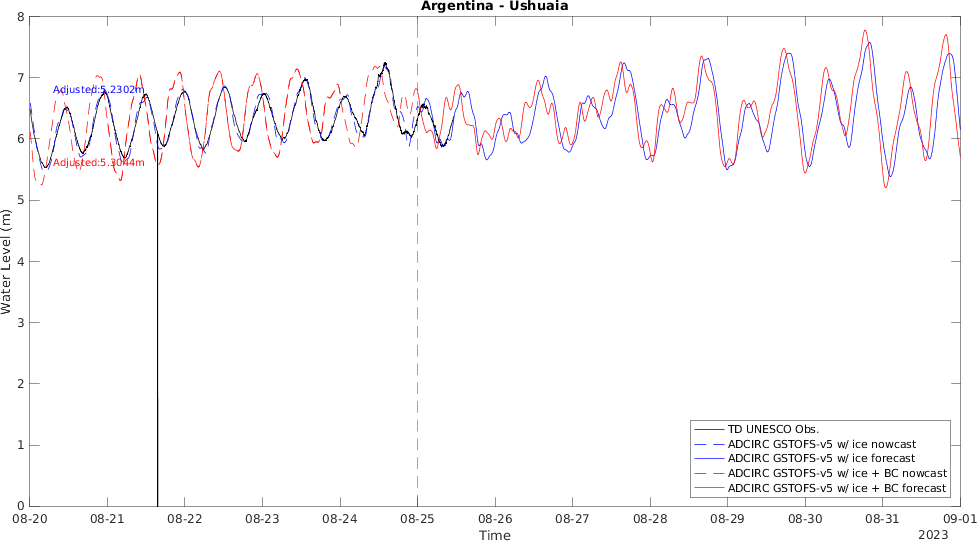 Argentina - Ushuaia
8
7
6
5
4
3
2
1
0
Water Level (m)
Adjusted:5.2302m
Adjusted:5.3044m
TD UNESCO Obs.
ADCIRC GSTOFS-v5 w/ ice nowcast
ADCIRC GSTOFS-v5 w/ ice forecast
ADCIRC GSTOFS-v5 w/ ice + BC nowcast
ADCIRC GSTOFS-v5 w/ ice + BC forecast
08-20 08-21 08-22 08-23 08-24 08-25 08-26 08-27 08-28 08-29 08-30 08-31 09-01
Time
2023